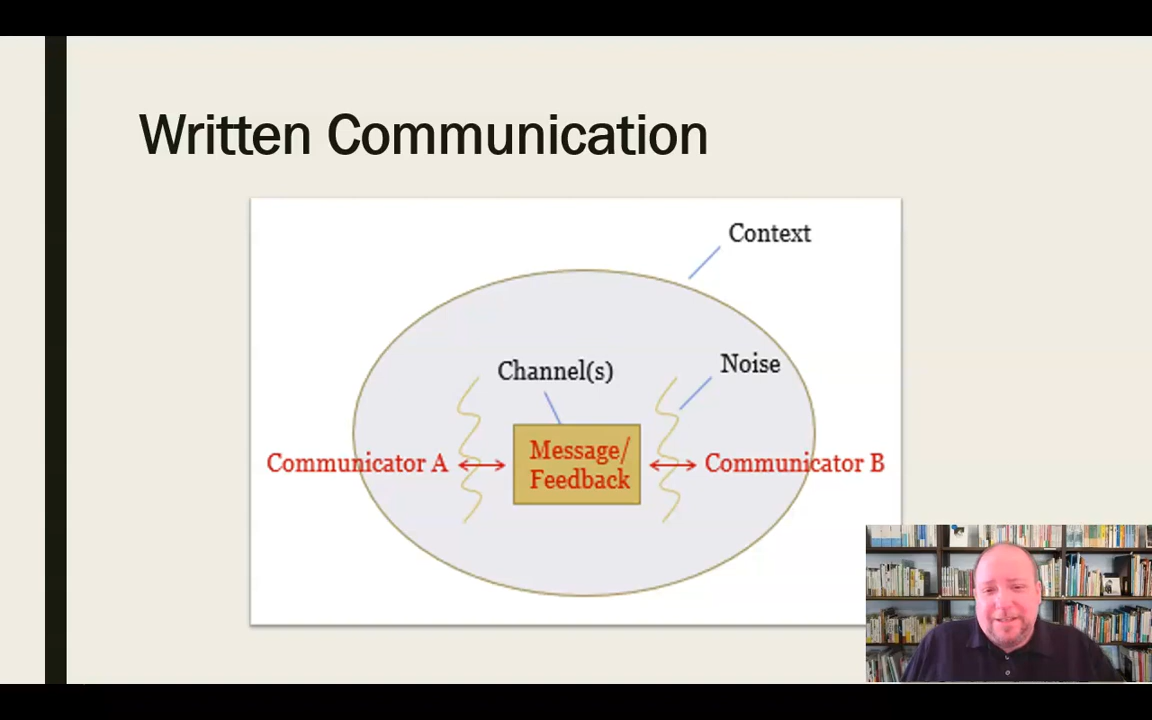 Written Communication
Context
Channel(s)
Noise
Communicator A
Message/
Feedback
Communicator B